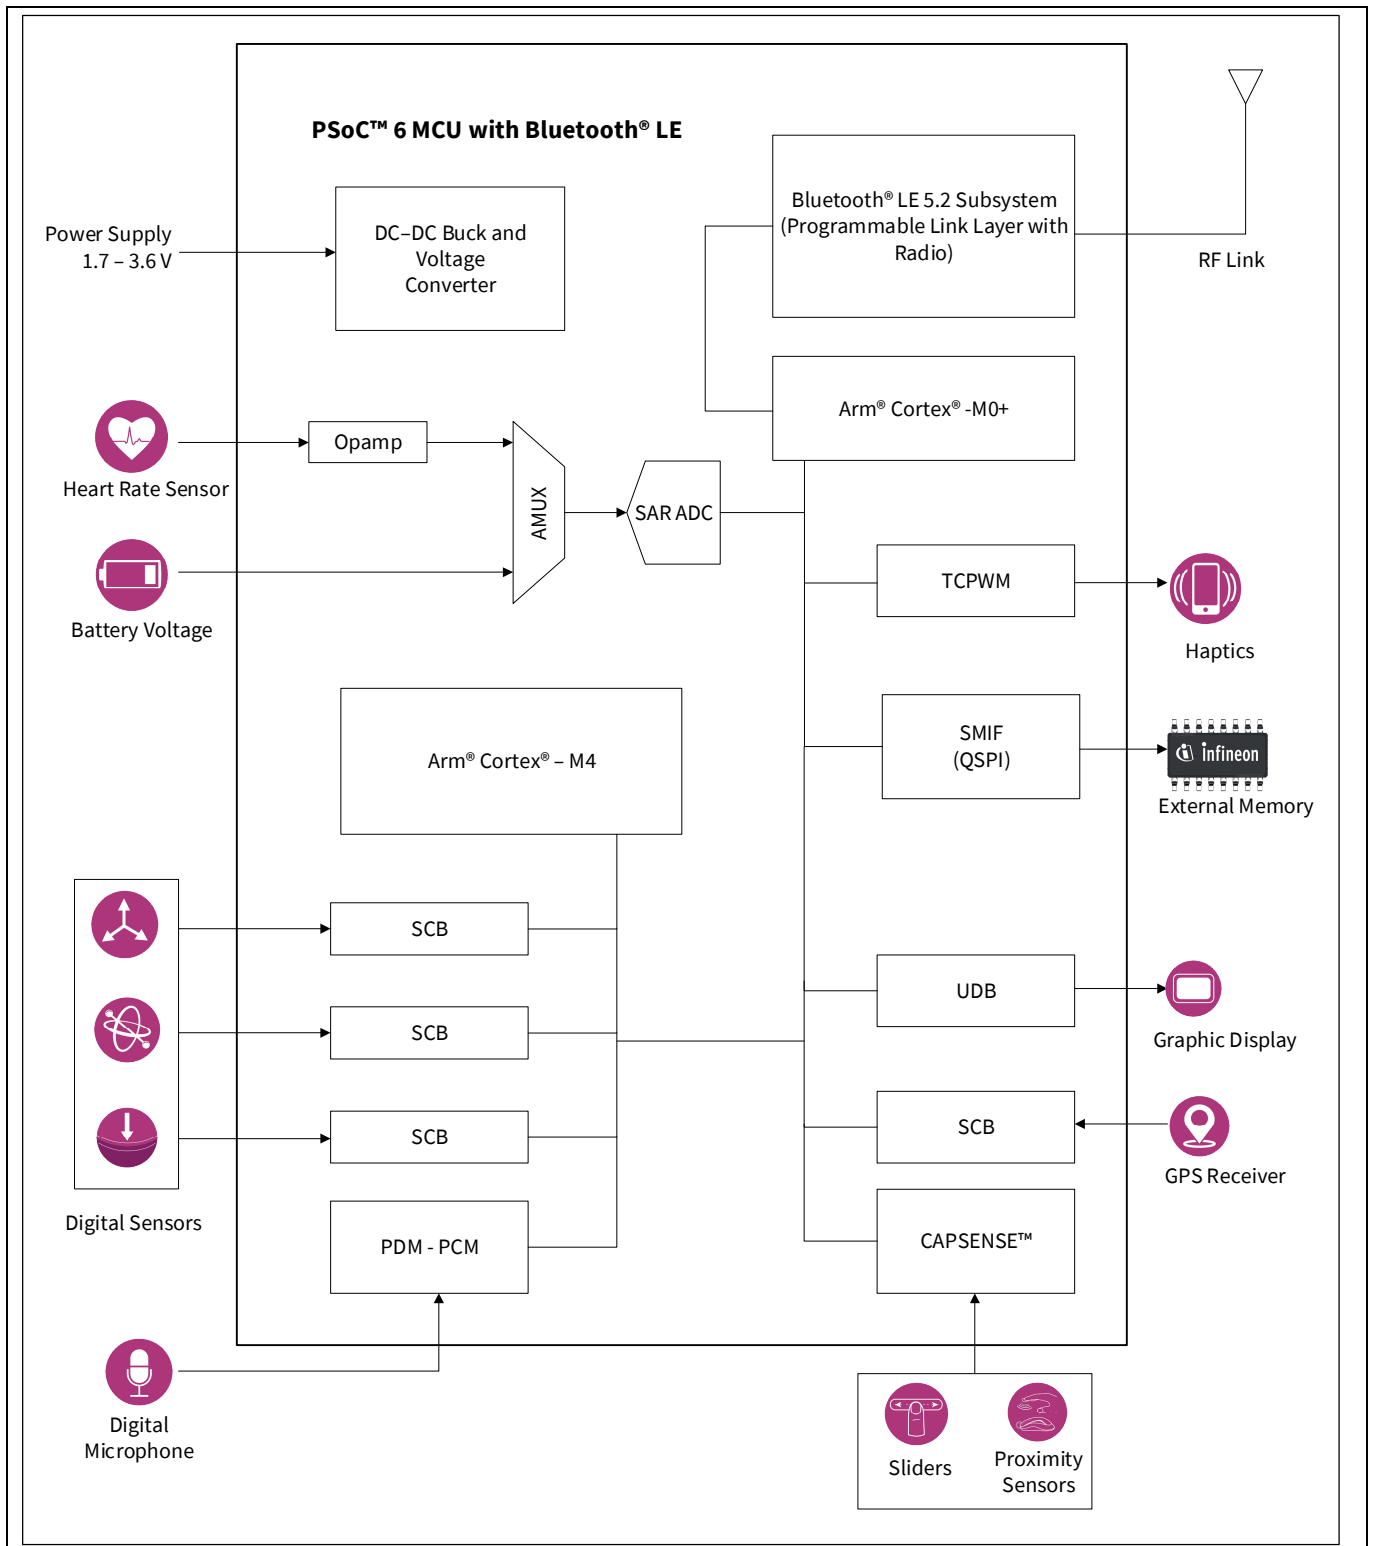 PSoC™ 6 MCU with Bluetooth® LE
Power Supply
1.7 – 3.6 V
DC–DC Buck and
Voltage
Converter
Bluetooth® LE 5.2 Subsystem
(Programmable Link Layer with
Radio)
RF Link
Arm® Cortex® -M0+
Heart Rate Sensor
Opamp
AMUX
SAR ADC
Battery Voltage
TCPWM
Haptics
Arm® Cortex® – M4
SMIF
(QSPI)
infineon
External Memory
SCB
SCB
SCB
Digital Sensors
UDB
Graphic Display
SCB
GPS Receiver
PDM - PCM
CAPSENSE™
Digital
Microphone
Sliders
Proximity
Sensors